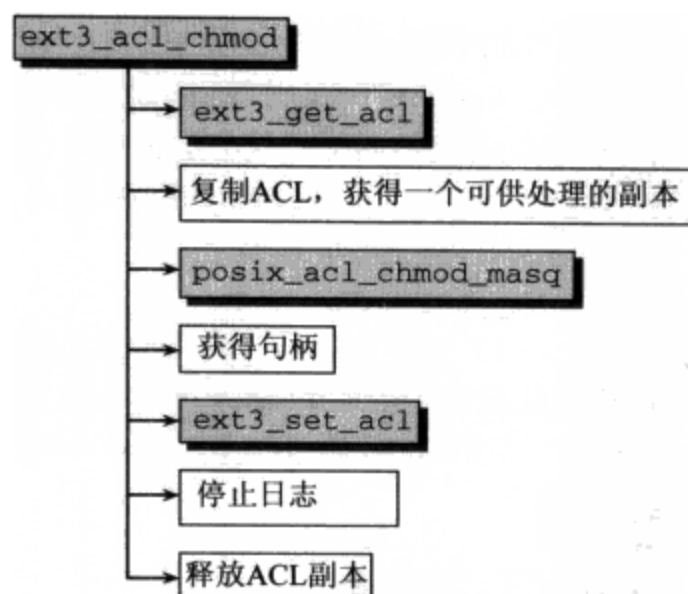 ext3_acl_chmod
ext3_get_acl
复制ACL，获得一个可供处理的副本
posix_acl_chmod_masq
获得句柄
ext3_set_acl
停止日志
释放ACL副本